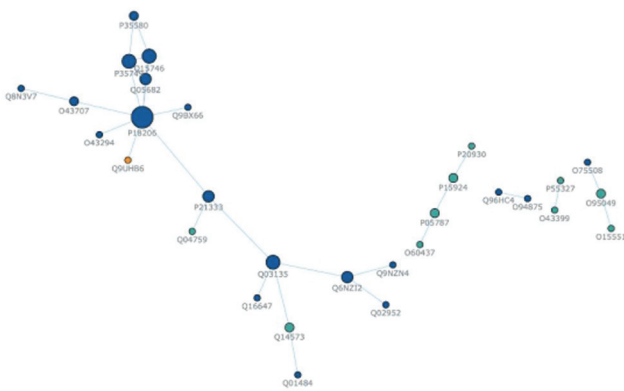 P35580
P35749
Q15746
Q05682
Q8N3V7
O43707
Q9BX66
P18206
O43294
Q9UHB6
P20930
O75508
P15924
P55327
P21333
Q96HC4
O94875
O95049
P05787
O43399
Q04759
O15551
O60437
Q03135
Q9NZN4
Q6NZI2
Q16647
Q02952
Q14573
Q01484